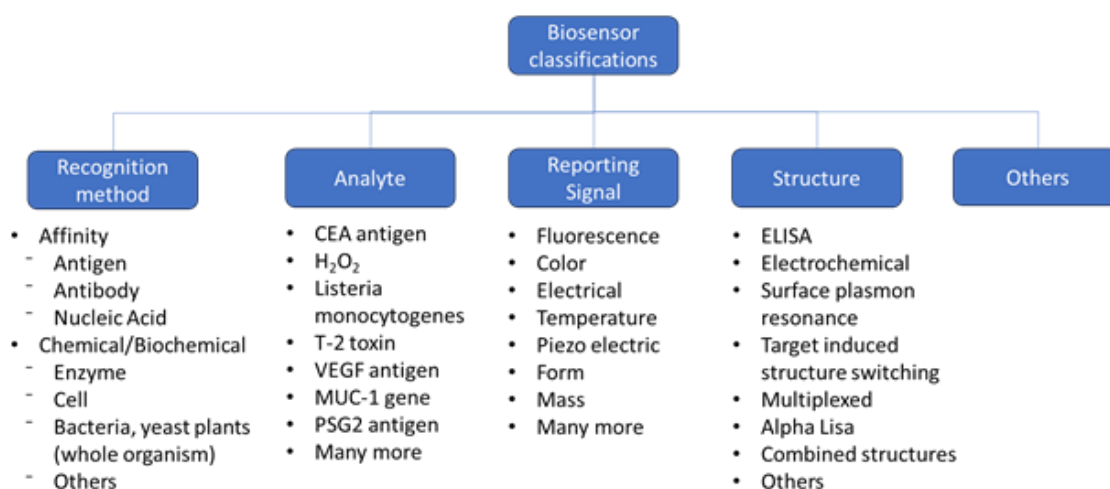 Biosensor
classifications
Recognition
method
• Affinity
- Antigen
- Antibody
- Nucleic Acid
• Chemical/Biochemical
- Enzyme
- Cell
- Bacteria, yeast plants
(whole organism)
- Others
Analyte
• CEA antigen
• H₂O₂
• Listeria
monocytogenes
• T-2 toxin
• VEGF antigen
• MUC-1 gene
• PSG2 antigen
• Many more
Reporting
Signal
• Fluorescence
• Color
• Electrical
• Temperature
• Piezo electric
• Form
• Mass
• Many more
Structure
• ELISA
• Electrochemical
• Surface plasmon
resonance
• Target induced
structure switching
• Multiplexed
• Alpha Lisa
• Combined structures
• Others
Others